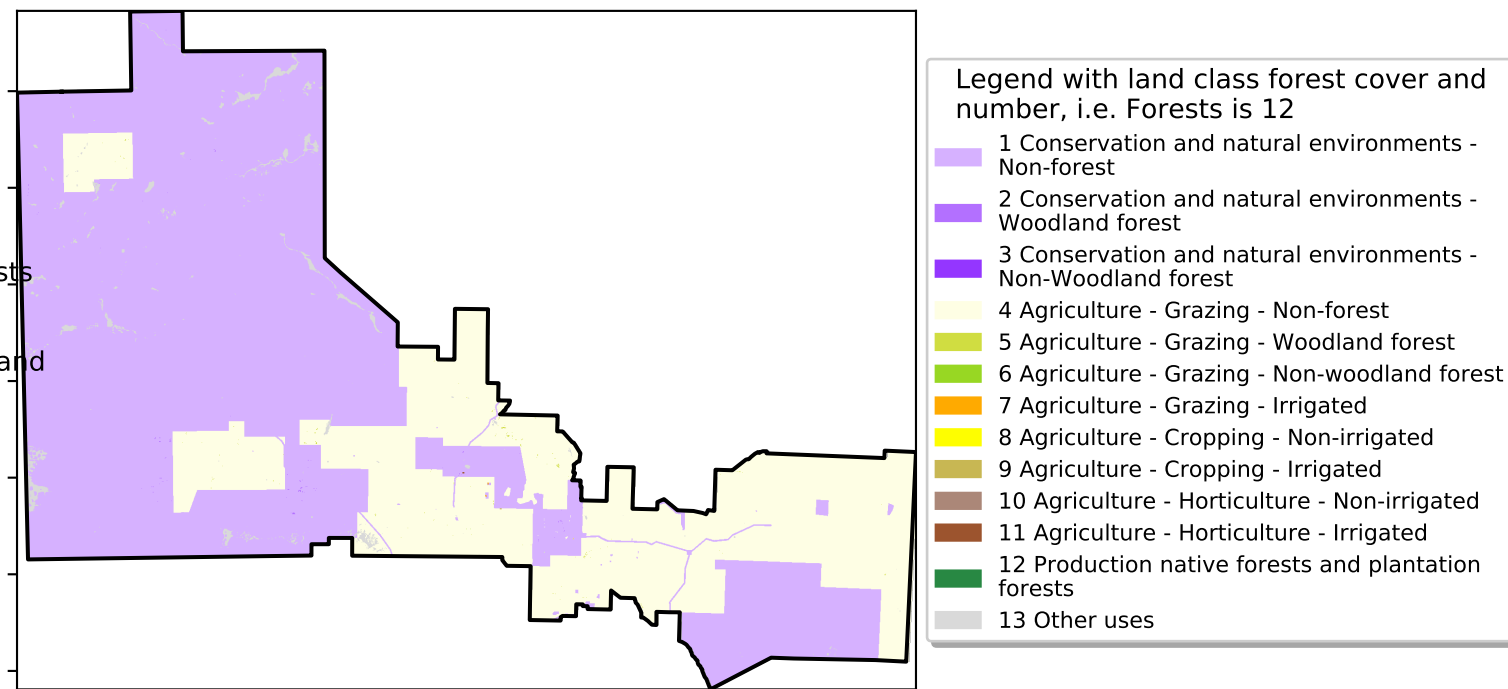 Legend with land class forest cover and
number, i.e. Forests is 12
1 Conservation and natural environments -
Non-forest
2 Conservation and natural environments -
Woodland forest
3 Conservation and natural environments -
Non-Woodland forest
4 Agriculture - Grazing - Non-forest
5 Agriculture - Grazing - Woodland forest
6 Agriculture - Grazing - Non-woodland forest
7 Agriculture - Grazing - Irrigated
8 Agriculture - Cropping - Non-irrigated
9 Agriculture - Cropping - Irrigated
10 Agriculture - Horticulture - Non-irrigated
11 Agriculture - Horticulture - Irrigated
12 Production native forests and plantation
forests
13 Other uses